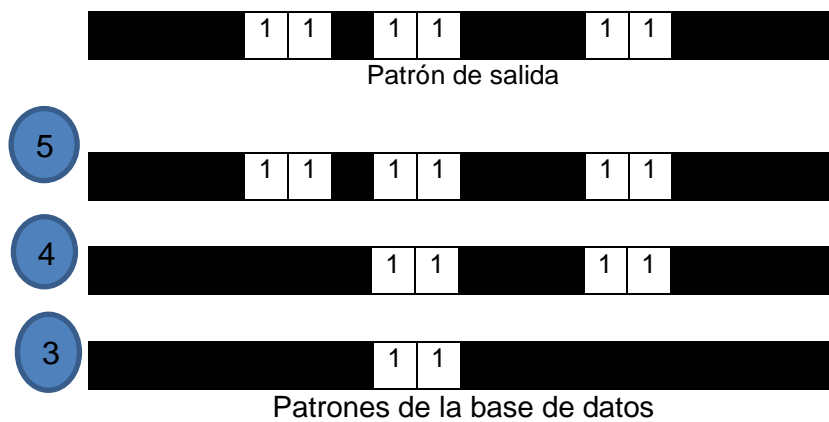 1 1 1 1 1 1
Patrón de salida
5
1 1 1 1 1 1
4
1 1 1 1
3
1 1
Patrones de la base de datos